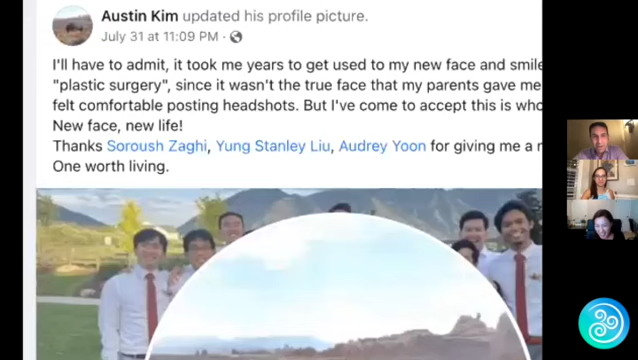 Austin Kim updated his profile picture.
July 31 at 11:09 PM ·
I'll have to admit, it took me years to get used to my new face and smile
"plastic surgery", since it wasn't the true face that my parents gave me
felt comfortable posting headshots. But I've come to accept this is who
New face, new life!
Thanks Soroush Zaghi, Yung Stanley Liu, Audrey Yoon for giving me a
One worth living.